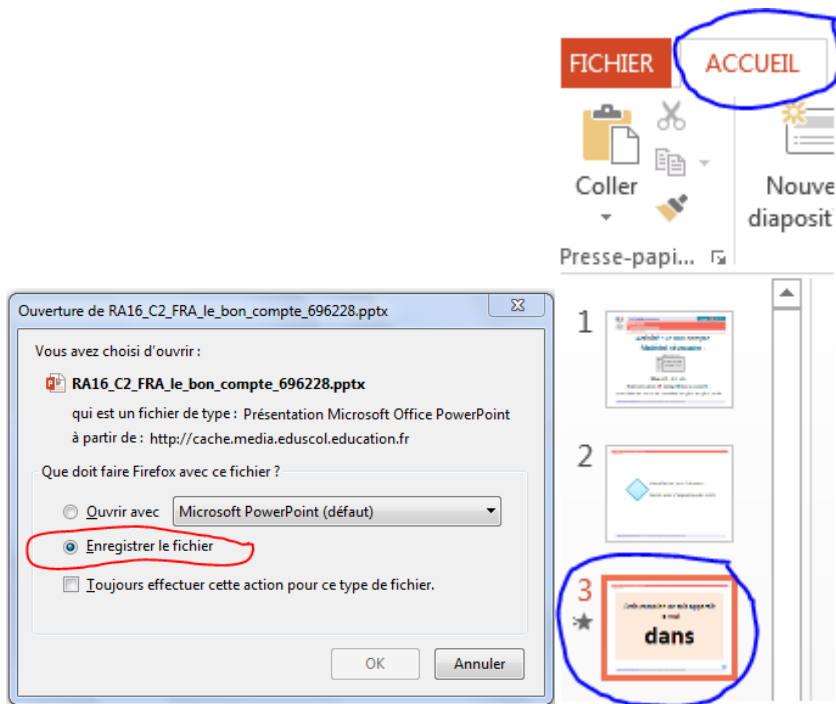 Ouverture de RA16_C2_FRA_le_bon_compte_696228.pptx
Vous avez choisi d'ouvrir :
RA16_C2_FRA_le_bon_compte_696228.pptx
qui est un fichier de type : Présentation Microsoft Office PowerPoint
à partir de : http://cache.media.eduscol.education.fr
Que doit faire Firefox avec ce fichier ?
Ouvrir avec Microsoft PowerPoint (défaut)
Enregistrer le fichier
Toujours effectuer cette action pour ce type de fichier.
OK Annuler
FICHIER ACCUEIL
Coller
Nouve
diaposit
Presse-papi...
1
2
3
dans